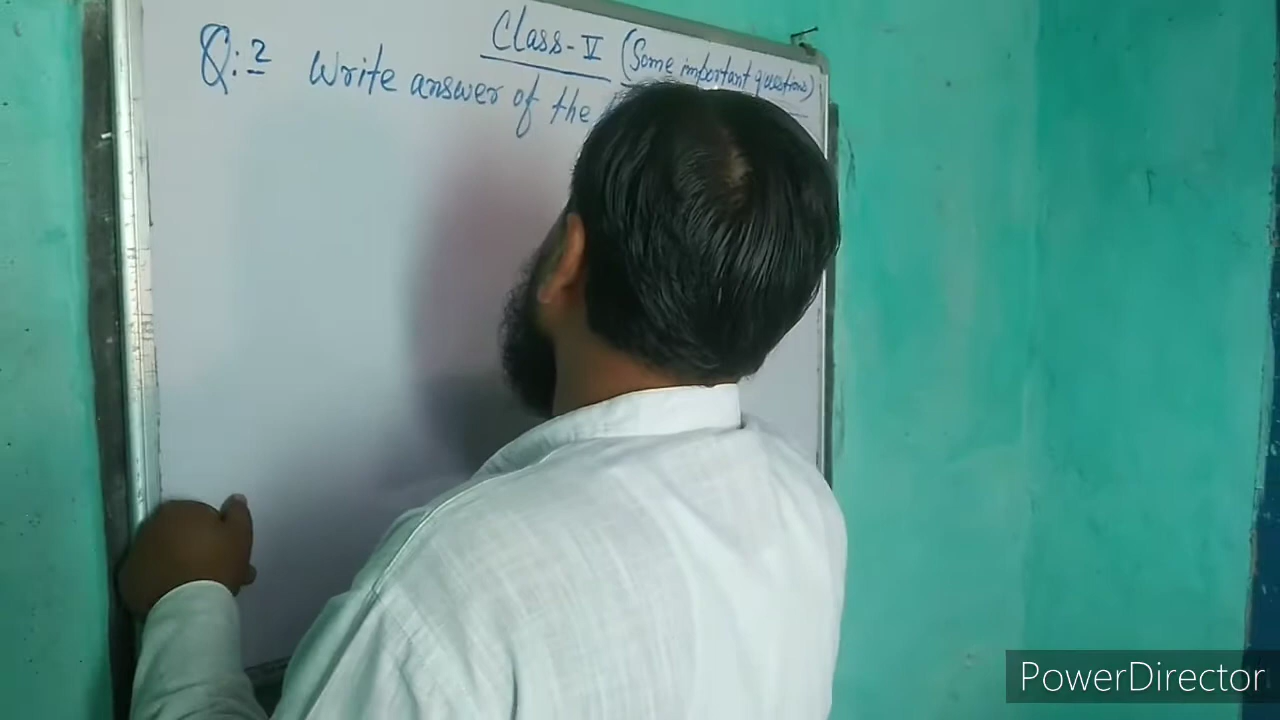 Class - V (Some important questions)
Q:2 Write answer of the
PowerDirector